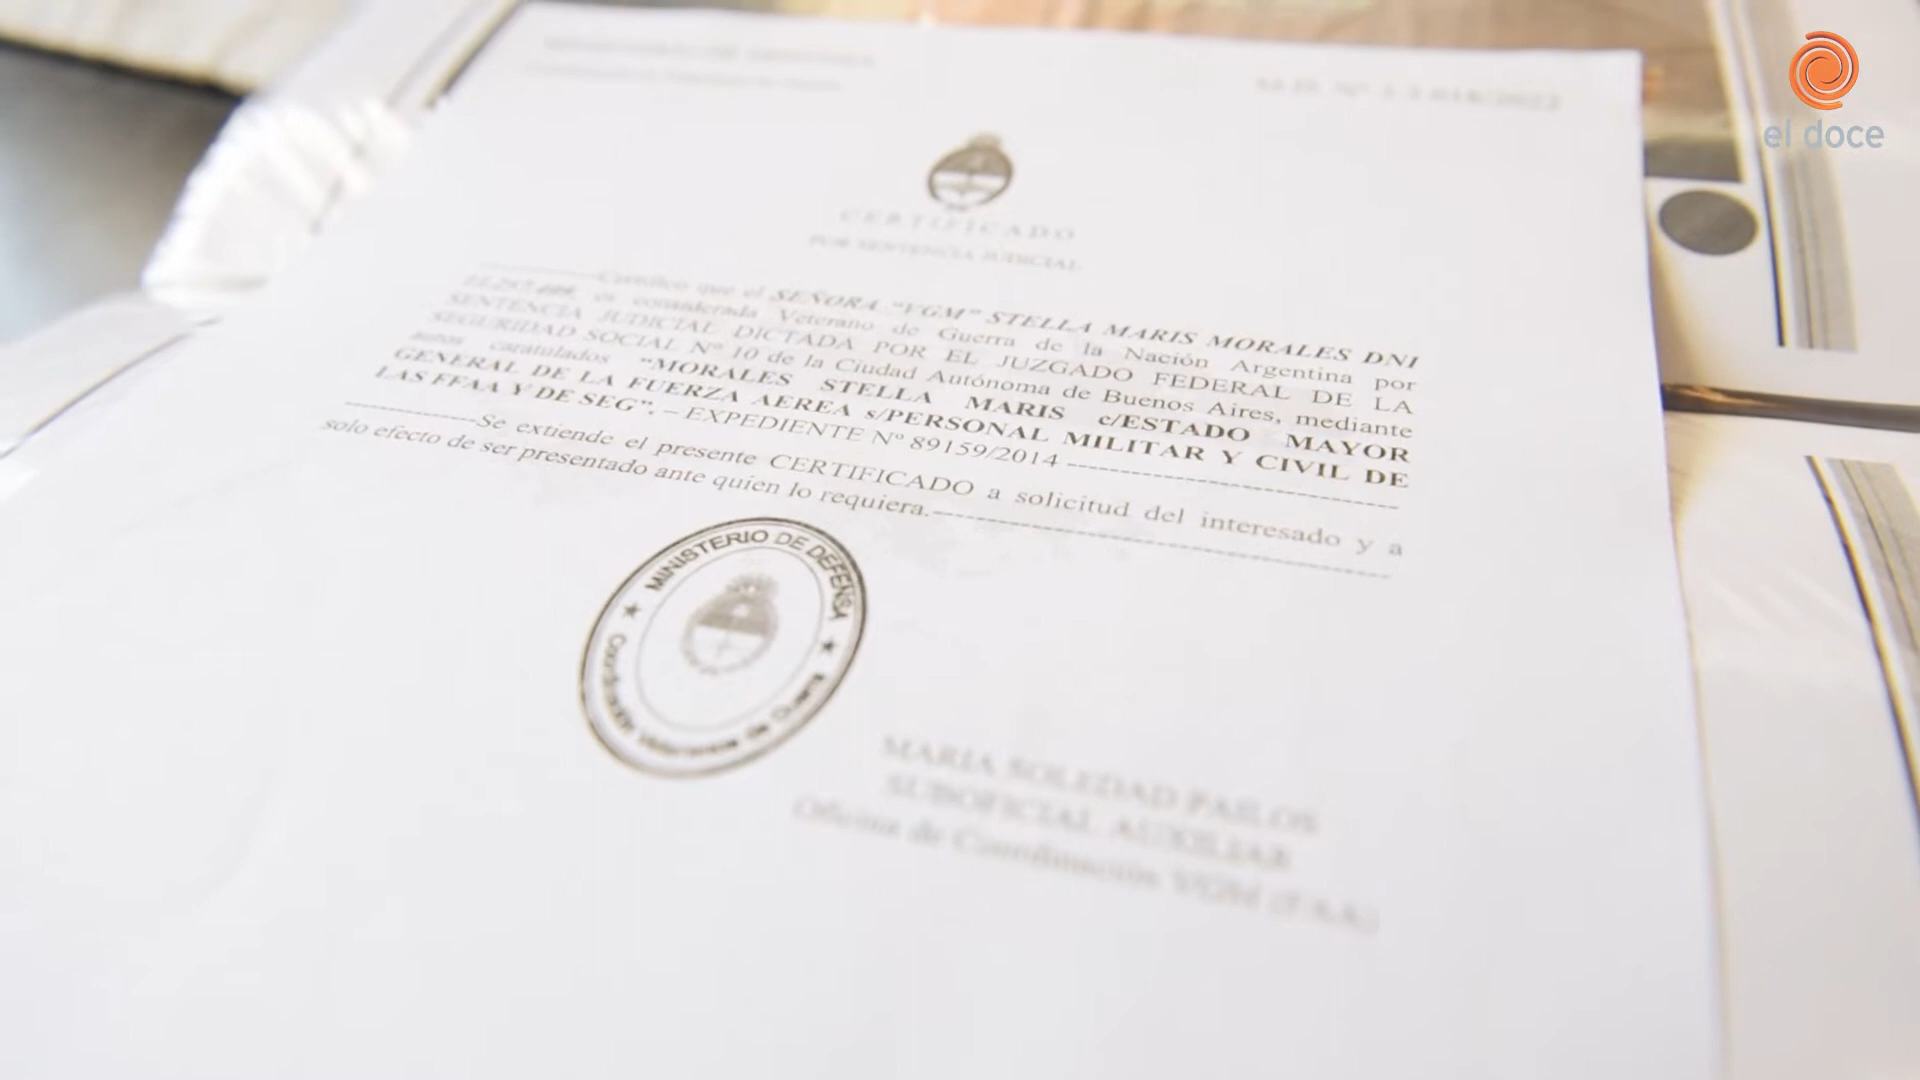 el doce
CERTIFICADO
POR SENTENCIA JUDICIAL
Certifico que el SEÑORA "VGM" STELLA MARIS MORALES DNI
es considerada Veterano de Guerra de la Nación Argentina por
SENTENCIA JUDICIAL DICTADA POR EL JUZGADO FEDERAL DE LA
SEGURIDAD SOCIAL Nº 10 de la Ciudad Autónoma de Buenos Aires, mediante
autos caratulados "MORALES STELLA MARIS c/ESTADO MAYOR
GENERAL DE LA FUERZA AEREA s/PERSONAL MILITAR Y CIVIL DE
LAS FFAA Y DE SEG". – EXPEDIENTE Nº 89159/2014 --------------------
-------------Se extiende el presente CERTIFICADO a solicitud del interesado y a
solo efecto de ser presentado ante quien lo requiera.--------------------
MINISTERIO DE DEFENSA
MARIA SOLEDAD PAILOS
SUBOFICIAL AUXILIAR
Oficina de Coordinación VGM (F.A.A.)